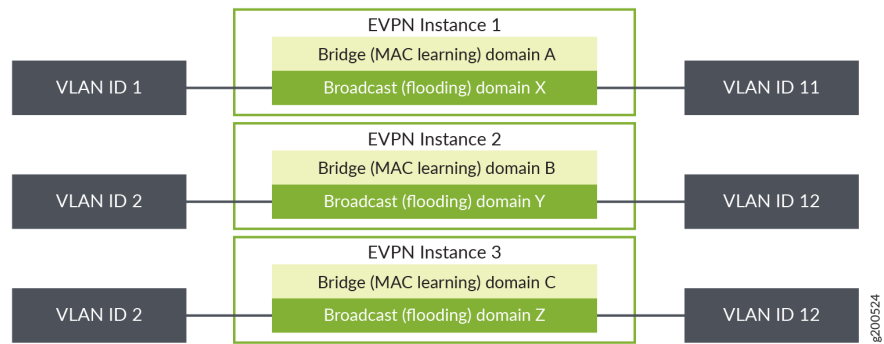 EVPN Instance 1
Bridge (MAC learning) domain A
VLAN ID 1
Broadcast (flooding) domain X
VLAN ID 11
EVPN Instance 2
Bridge (MAC learning) domain B
VLAN ID 2
Broadcast (flooding) domain Y
VLAN ID 12
EVPN Instance 3
Bridge (MAC learning) domain C
VLAN ID 2
Broadcast (flooding) domain Z
VLAN ID 12
g200524